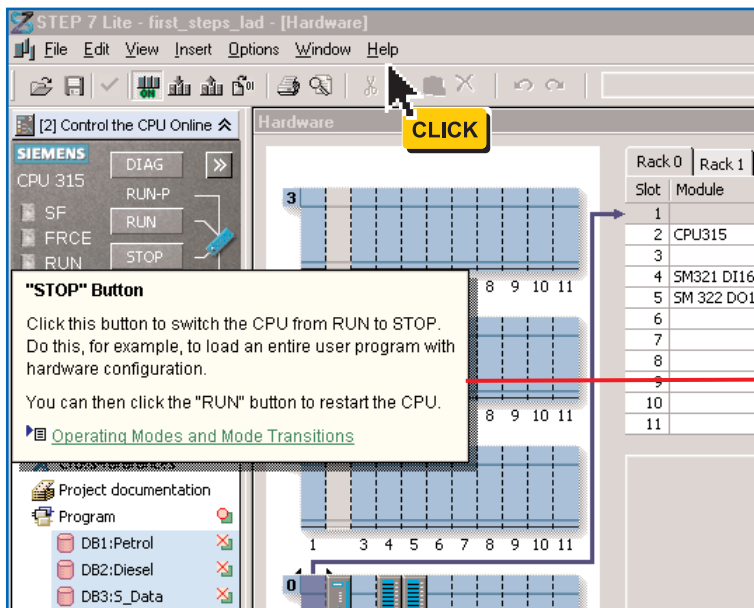 STEP 7 Lite - first_steps_lad - [Hardware]
File Edit View Insert Options Window Help
ON
CLICK
[2] Control the CPU Online
Hardware
SIEMENS
CPU 315
DIAG
RUN-P
SF
RUN
FRCE
STOP
RUN
3
8 9 10 11
Rack 0 Rack 1
Slot Module
1
2 CPU315
3
4 SM321 DI16
5 SM 322 DO1
6
7
8
9
10
11
"STOP" Button
Click this button to switch the CPU from RUN to STOP.
Do this, for example, to load an entire user program with
hardware configuration.
You can then click the "RUN" button to restart the CPU.
Operating Modes and Mode Transitions
8 9 10 11
Project documentation
Program
DB1:Petrol
DB2:Diesel
DB3:S_Data
1 3 4 5 6 7 8 9 10 11
0